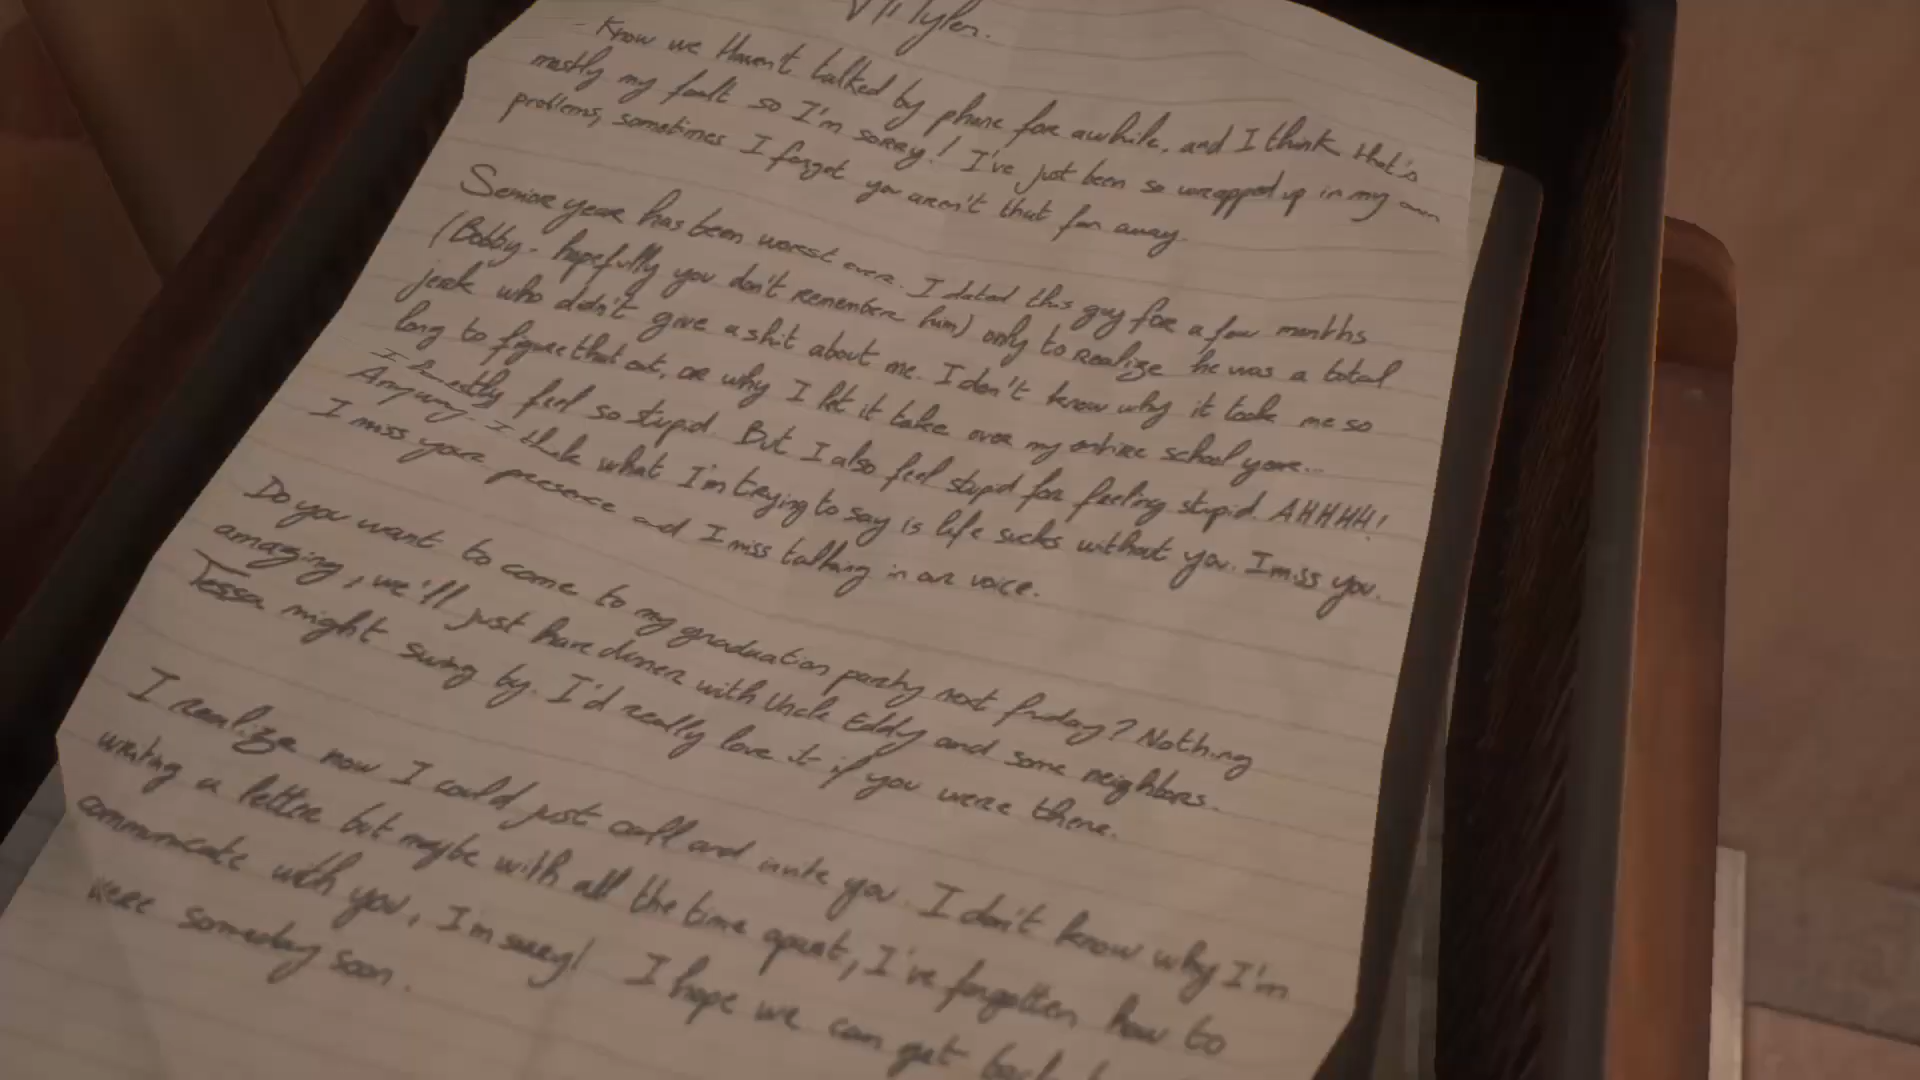 Tyler.
Know we Haven't talked by phone for awhile, and I think that's
mostly my fault so I'm sorry! I've just been so wrapped up in my own
problems, sometimes I forget you aren't that far away.
Senior year has been worst ever. I dated this guy for a few months
(Bobby - hopefully you don't remember him) only to realize he was a total
jerk who didn't give a shit about me. I don't know why it took me so
long to figure that out, or why I let it take over my entire school year...
I honestly feel so stupid. But I also feel stupid for feeling stupid. AHHHH!
Anyway. I think what I'm trying to say is life sucks without you. I miss you.
I miss your presence and I miss talking in our voice.
Do you want to come to my graduation party next friday? Nothing
amazing, we'll just have dinner with Uncle Eddy and some neighbors.
Tessa might swing by. I'd really love it if you were there.
I realize now I could just call and invite you. I don't know why I'm
writing a letter but maybe with all the time apart, I've forgotten how to
communicate with you, I'm sorry! I hope we can get back
were someday soon.